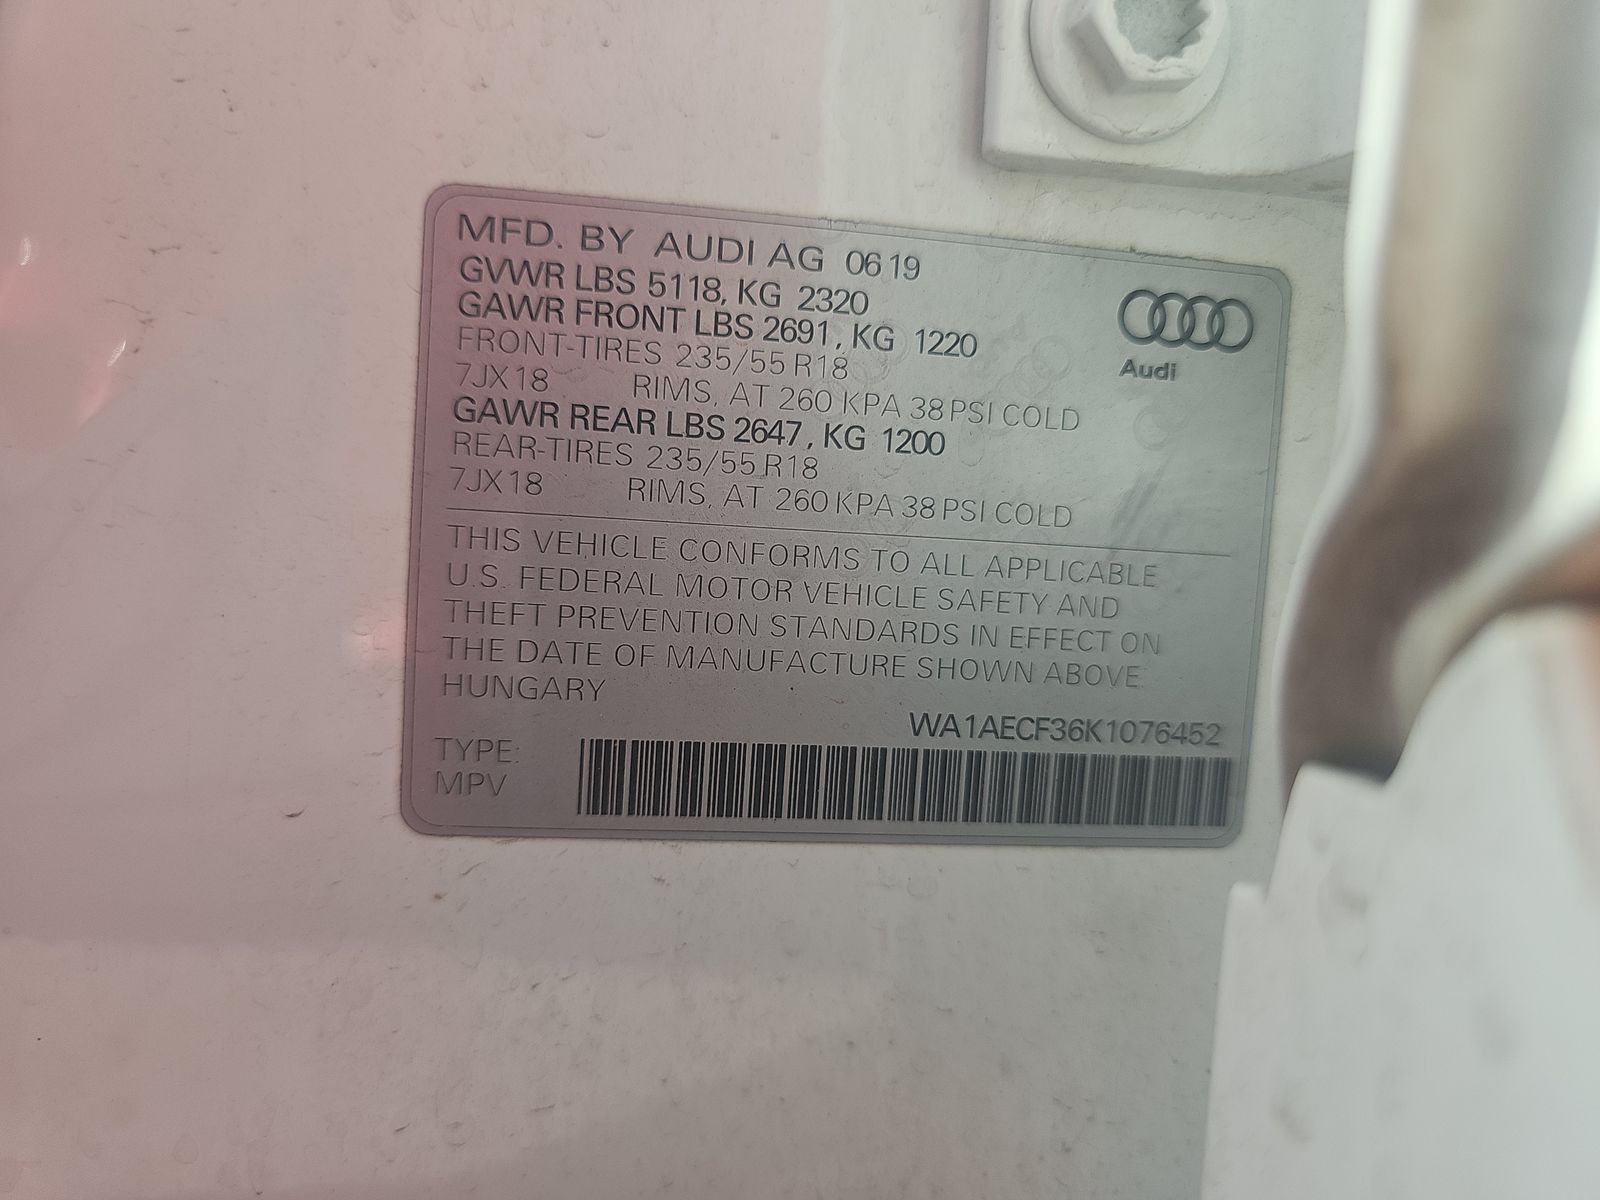 MFD. BY AUDI AG 0619
GVWR LBS 5118, KG 2320
GAWR FRONT LBS 2691, KG 1220
FRONT-TIRES 235/55 R18
7JX18 RIMS, AT 260 KPA 38 PSI COLD
GAWR REAR LBS 2647, KG 1200
REAR-TIRES 235/55 R18
7JX18 RIMS, AT 260 KPA 38 PSI COLD
Audi
THIS VEHICLE CONFORMS TO ALL APPLICABLE
U.S. FEDERAL MOTOR VEHICLE SAFETY AND
THEFT PREVENTION STANDARDS IN EFFECT ON
THE DATE OF MANUFACTURE SHOWN ABOVE
HUNGARY
WA1AECF36K1076452
TYPE:
MPV